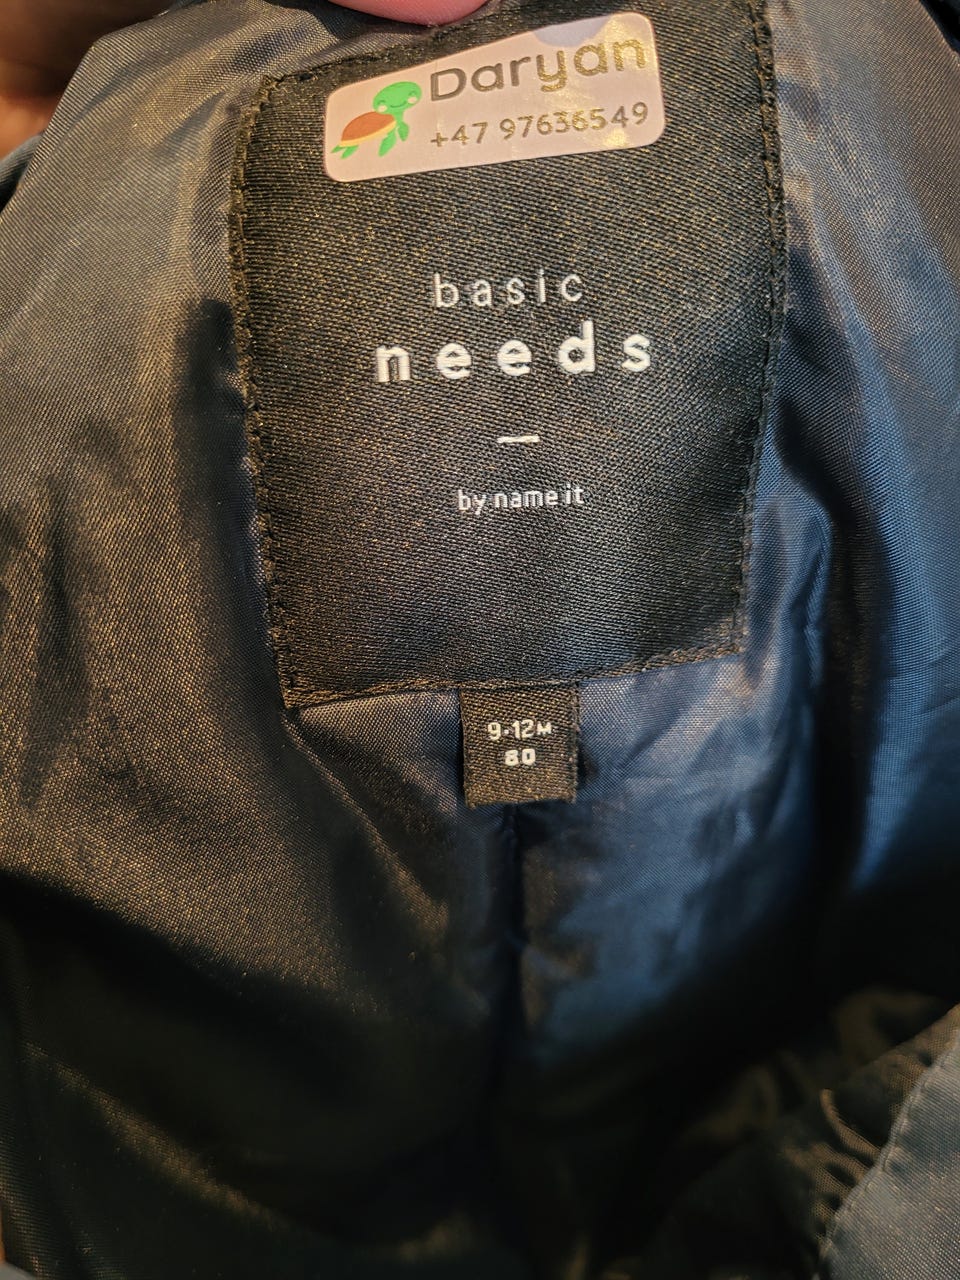 Daryan
+47 97636549
basic
needs
by name it
9-12M
80